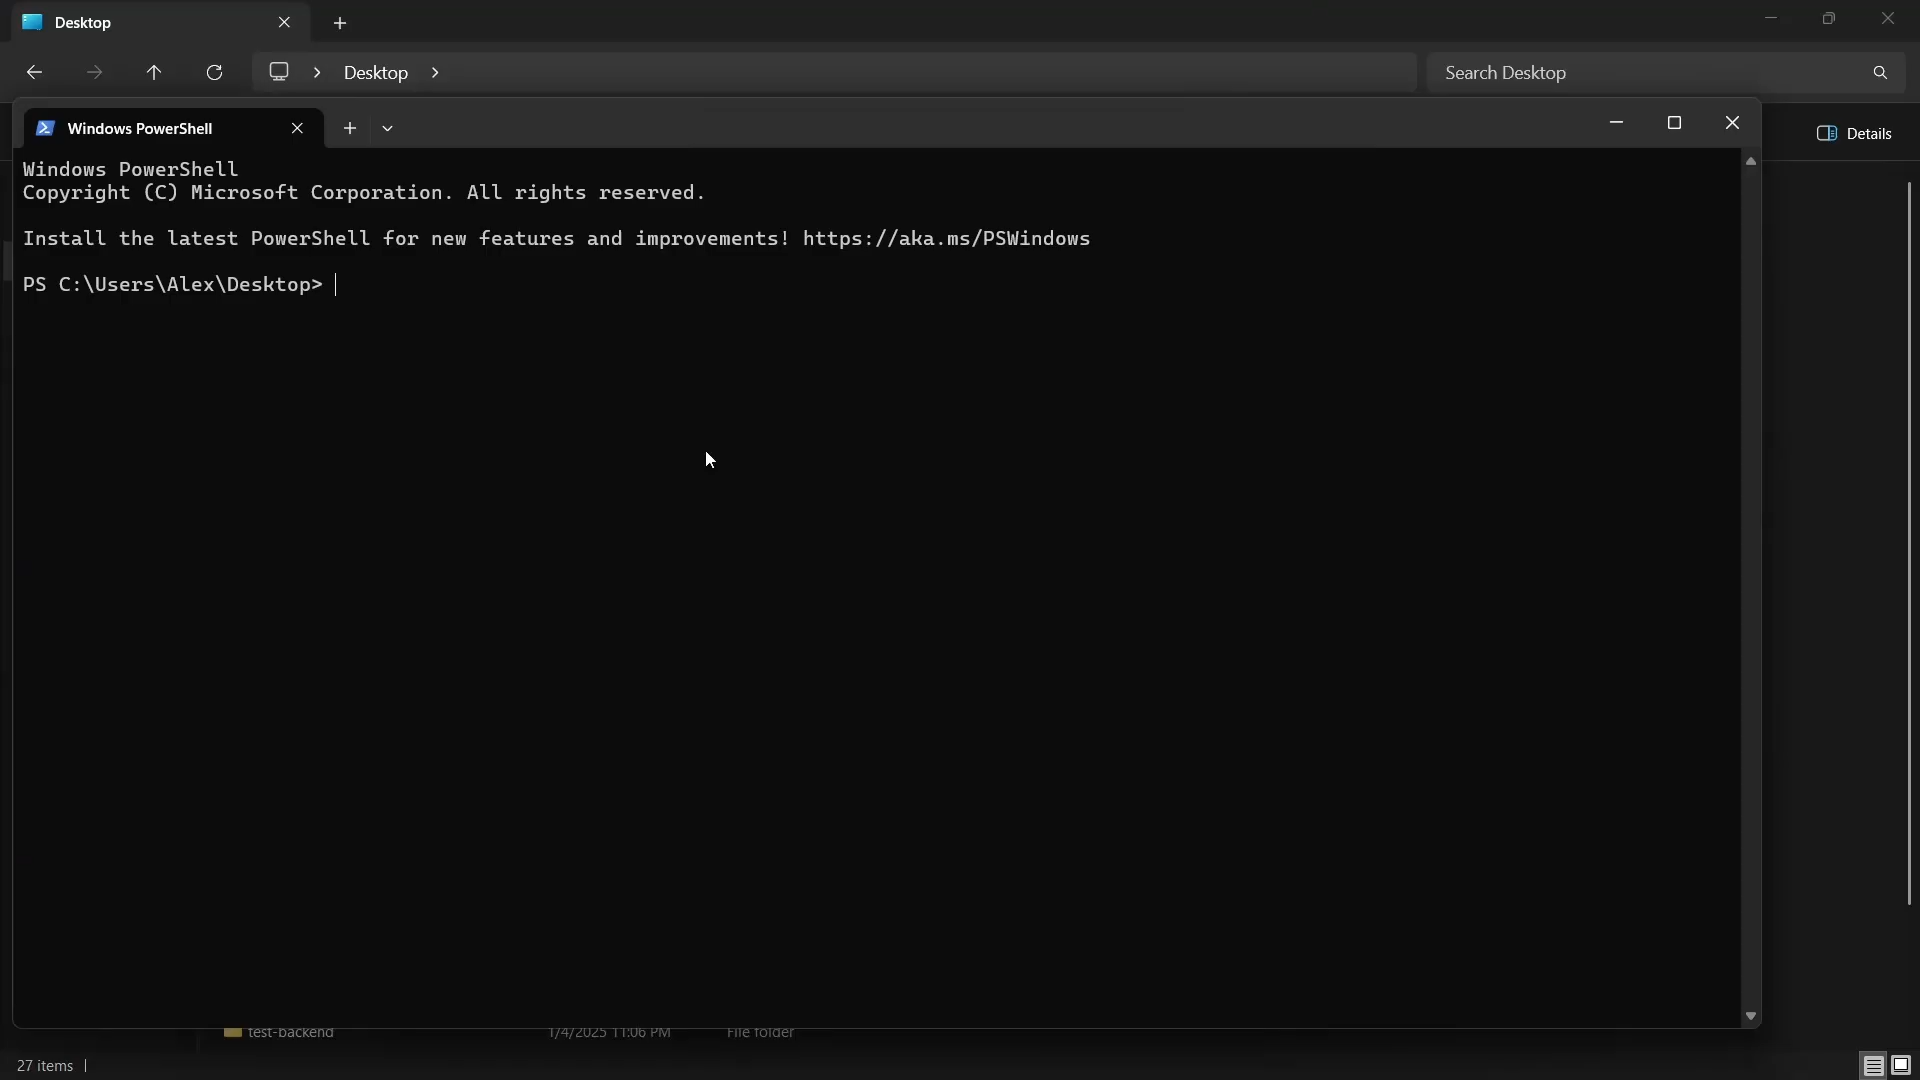 Desktop
Desktop
Search Desktop
Windows PowerShell
Details
Windows PowerShell
Copyright (C) Microsoft Corporation. All rights reserved.
Install the latest PowerShell for new features and improvements! https://aka.ms/PSWindows
PS C:\Users\Alex\Desktop>
test-backend 1/4/2025 11:06 PM File folder
27 items